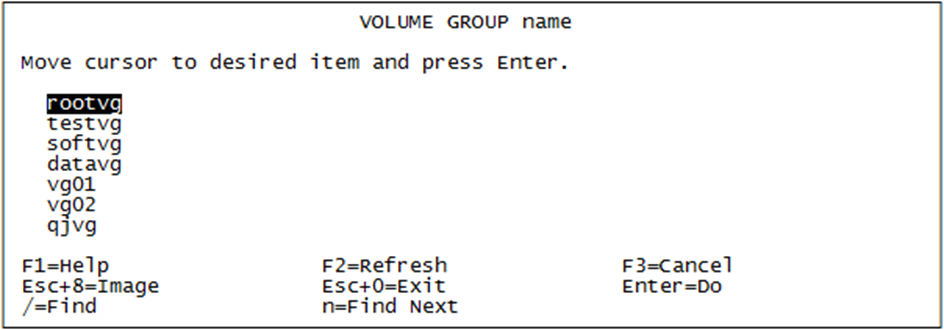 VOLUME GROUP name
Move cursor to desired item and press Enter.
rootvg
testvg
softvg
datavg
vg01
vg02
qjvg
F1=Help F2=Refresh F3=Cancel
Esc+8=Image Esc+0=Exit Enter=Do
/=Find n=Find Next